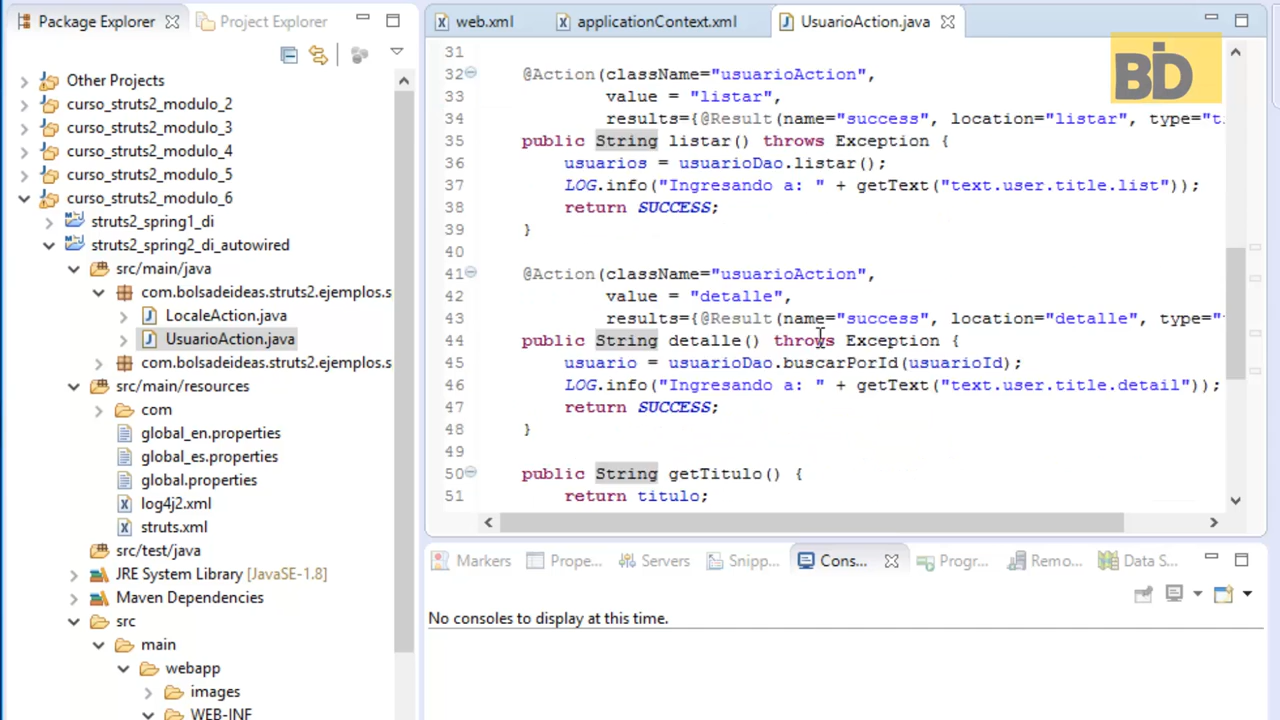 Package Explorer
Project Explorer
Other Projects
curso_struts2_modulo_2
curso_struts2_modulo_3
curso_struts2_modulo_4
curso_struts2_modulo_5
curso_struts2_modulo_6
struts2_spring1_di
struts2_spring2_di_autowired
src/main/java
com.bolsadeideas.struts2.ejemplos.s
LocaleAction.java
UsuarioAction.java
com.bolsadeideas.struts2.ejemplos.s
src/main/resources
com
global_en.properties
global_es.properties
global.properties
log4j2.xml
struts.xml
src/test/java
JRE System Library [JavaSE-1.8]
Maven Dependencies
src
main
webapp
images
WEB-INF
web.xml
applicationContext.xml
UsuarioAction.java
BD
31
32 @Action(className="usuarioAction",
33 value = "listar",
34 results={@Result(name="success", location="listar", type="t
35 public String listar() throws Exception {
36 usuarios = usuarioDao.listar();
37 LOG.info("Ingresando a: " + getText("text.user.title.list"));
38 return SUCCESS;
39 }
40
41 @Action(className="usuarioAction",
42 value = "detalle",
43 results={@Result(name="success", location="detalle", type="
44 public String detalle() throws Exception {
45 usuario = usuarioDao.buscarPorId(usuarioId);
46 LOG.info("Ingresando a: " + getText("text.user.title.detail"));
47 return SUCCESS;
48 }
49
50 public String getTitulo() {
51 return titulo;
Markers
Prope...
Servers
Snipp...
Cons...
Progr...
Remo...
Data S...
No consoles to display at this time.